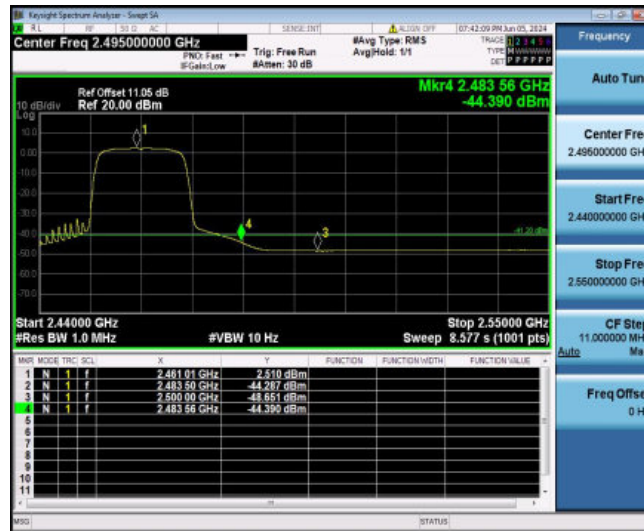 Keysight Spectrum Analyzer - Swept SA
RL RF 50 Ω AC SENSE:INT ALIGN OFF 07:42:09 PM Jun 05, 2024
Center Freq 2.495000000 GHz
PNO: Fast
IFGain:Low
Trig: Free Run
#Atten: 30 dB
#Avg Type: RMS
Avg|Hold: 1/1
TRACE 1 2 3 4 5 6
TYPE M W W W W W
DET P P P P P P
Frequency
Auto Tun
Center Fre
2.495000000 GH
Start Fre
2.440000000 GH
Stop Fre
2.550000000 GH
CF Ste
11.000000 MH
Auto Ma
Freq Offse
0 H
Ref Offset 11.05 dB
10 dB/div Ref 20.00 dBm
Log
Mkr4 2.483 56 GHz
-44.390 dBm
10.0
0.00
-10.0
-20.0
-30.0
-40.0
-50.0
-60.0
-70.0
1
4
3
-41.20 dBm
Start 2.44000 GHz Stop 2.55000 GHz
#Res BW 1.0 MHz #VBW 10 Hz Sweep 8.577 s (1001 pts)
MKR MODE TRC SCL X Y FUNCTION FUNCTION WIDTH FUNCTION VALUE
1 N 1 f 2.461 01 GHz 2.510 dBm
2 N 1 f 2.483 50 GHz -44.287 dBm
3 N 1 f 2.500 00 GHz -48.651 dBm
4 N 1 f 2.483 56 GHz -44.390 dBm
5
6
7
8
9
10
11
MSG STATUS